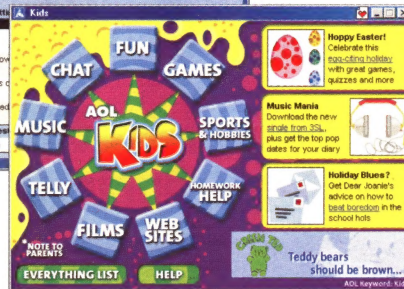 Kids
FUN
CHAT
GAMES
MUSIC
AOL
KIDS
SPORTS
& HOBBIES
TELLY
HOMEWORK
HELP
FILMS
WEB
SITES
*NOTE TO
PARENTS
EVERYTHING LIST
HELP
Hoppy Easter!
Celebrate this
egg-citing holiday
with great games,
quizzes and more
Music Mania
Download the new
single from 3SL,
plus get the top pop
dates for your diary
Holiday Blues?
Get Dear Joanie's
advice on how to
beat boredom in the
school hols
Teddy bears
should be brown...
AOL Keyword: Kids